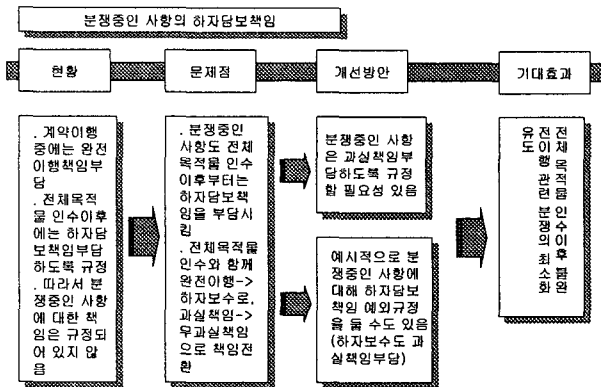 분쟁중인 사항의 하자담보책임
현황
문제점
개선방안
기대효과
. 계약이행
중에는 완전
이행책임부
담
. 전체목적
물 인수이후
에는 하자담
보책임부담
하도록 규정
. 따라서 분
쟁중인 사항
에 대한 책
임은 규정되
어 있지 않
음
. 분쟁중인
사항도 전체
목적물 인수
이후부터는
하자담보책
임을 부담시
킴
. 전체목적물
인수와 함께
완전이행->
하자보수로,
과실책임->
무과실책임
으로 책임전
환
분쟁중인 사항
은 과실책임부
담하도록 규정
할 필요성 있음
예시적으로 분
쟁중인 사항에
대해 하자담보
책임 예외규정
을 둘 수도 있음
(하자보수도 과
실책임부담)
전체 목적물 인수이후 불완
전이행 관련 분쟁의 최소화
유도